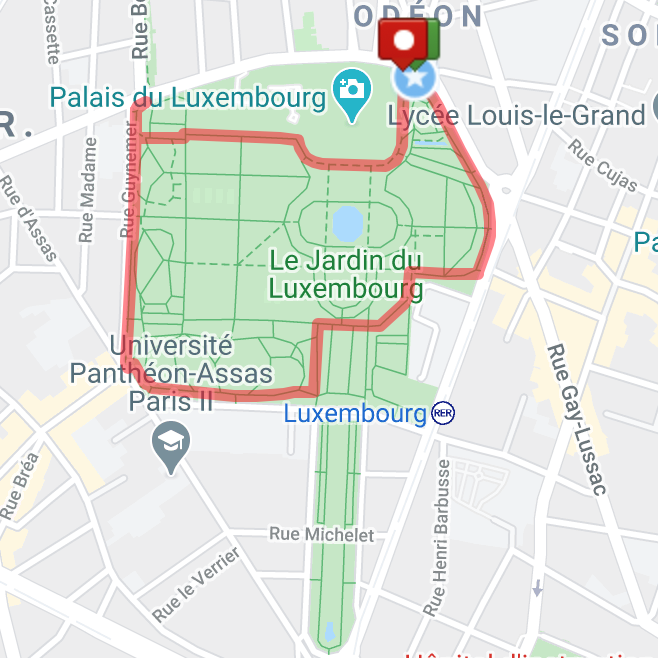 ODÉON
Cassette
Rue Bo
SO
Palais du Luxembourg
Lycée Louis-le-Grand
R.
Rue Madame
Rue Guynemer
Rue Cujas
Rue d'Assas
Pa
Le Jardin du
Luxembourg
Université
Panthéon-Assas
Paris II
Rue Gay-Lussac
Luxembourg
RER
Rue Bréa
Rue Henri Barbusse
Rue Michelet
Rue le Verrier